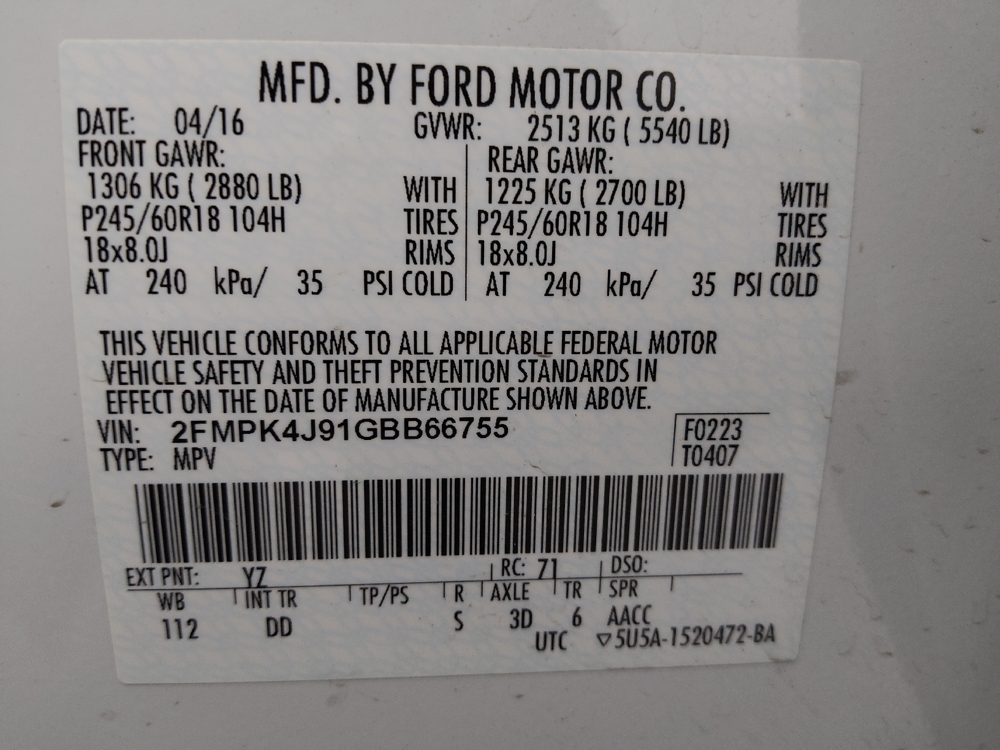 MFD. BY FORD MOTOR CO.
DATE: 04/16 GVWR: 2513 KG ( 5540 LB)
FRONT GAWR: REAR GAWR:
1306 KG ( 2880 LB) WITH 1225 KG ( 2700 LB) WITH
P245/60R18 104H TIRES P245/60R18 104H TIRES
18x8.0J RIMS 18x8.0J RIMS
AT 240 kPa/ 35 PSI COLD AT 240 kPa/ 35 PSI COLD
THIS VEHICLE CONFORMS TO ALL APPLICABLE FEDERAL MOTOR
VEHICLE SAFETY AND THEFT PREVENTION STANDARDS IN
EFFECT ON THE DATE OF MANUFACTURE SHOWN ABOVE.
VIN: 2FMPK4J91GBB66755 F0223
TYPE: MPV T0407
EXT PNT: YZ RC: 71 DSO:
WB INT TR TP/PS R AXLE TR SPR
112 DD S 3D 6 AACC
UTC ▽5U5A-1520472-BA